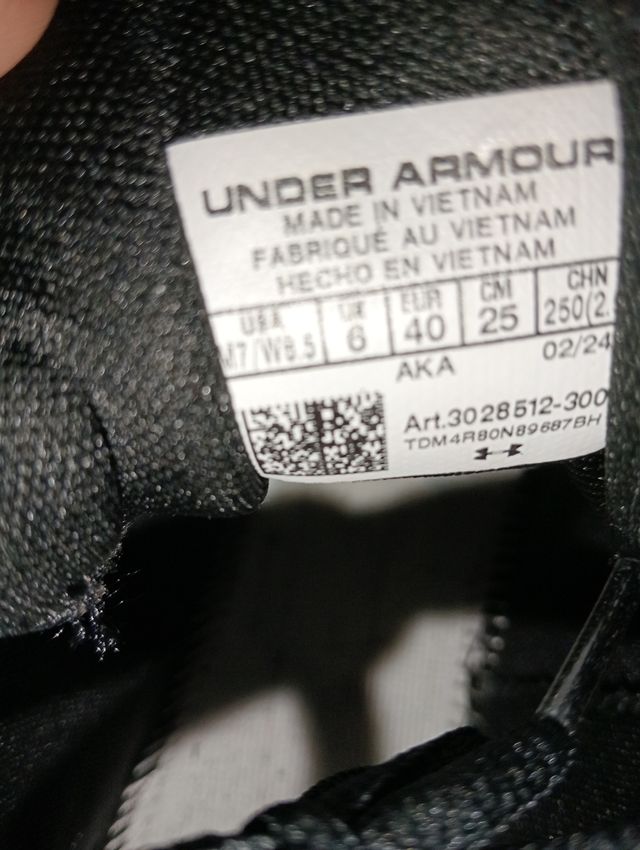 UNDER ARMOUR
MADE IN VIETNAM
FABRIQUÉ AU VIETNAM
HECHO EN VIETNAM
USA UK EUR CM CHN
M7/W8.5 6 40 25 250(2.
AKA 02/24
Art.3028512-300
TDM4R80N89687BH